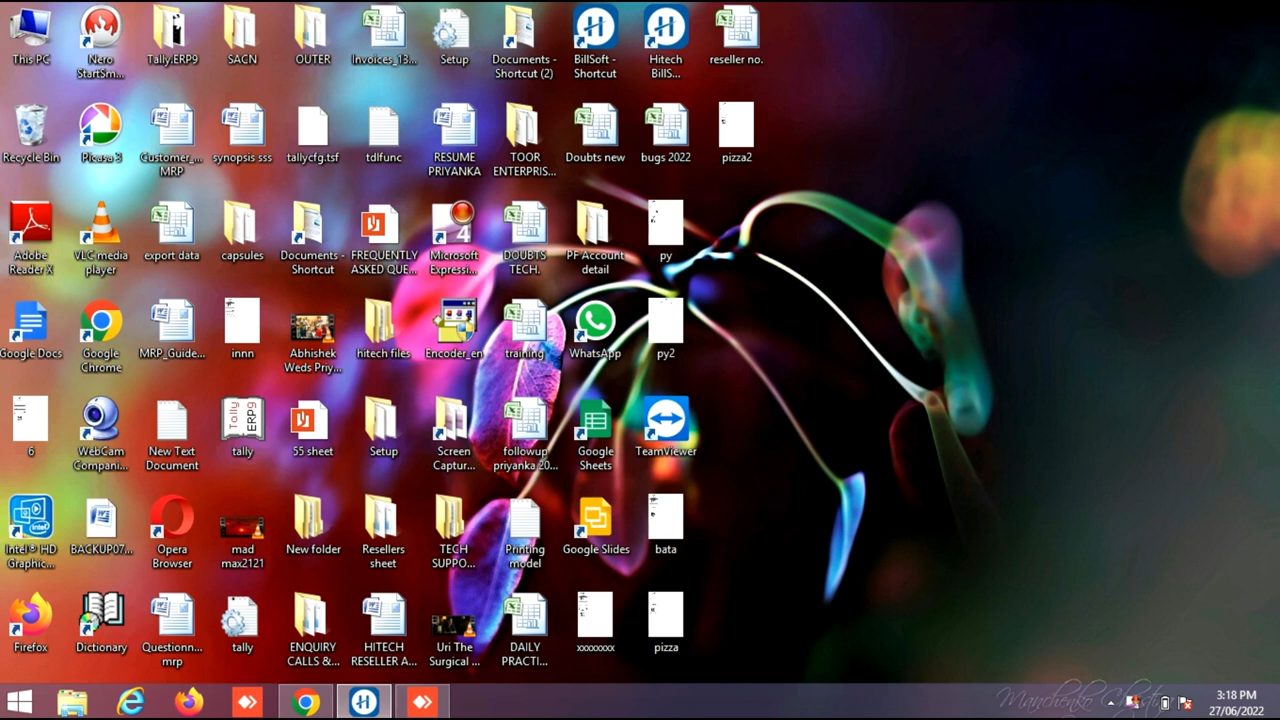 This PC
Nero
StartSm...
Tally.ERP9
SACN
OUTER
Invoices_13...
Setup
Documents -
Shortcut (2)
BillSoft -
Shortcut
Hitech
BillS...
reseller no.
Recycle Bin
Picasa 3
Customer_...
MRP
synopsis sss
tallycfg.tsf
tdlfunc
RESUME
PRIYANKA
TOOR
ENTERPRIS...
Doubts new
bugs 2022
pizza2
Adobe
Reader X
VLC media
player
export data
capsules
Documents -
Shortcut
FREQUENTLY
ASKED QUE...
Microsoft
Expressi...
DOUBTS
TECH.
PF Account
detail
py
Google Docs
Google
Chrome
MRP_Guide...
innn
Abhishek
Weds Priy...
hitech files
Encoder_en
training
WhatsApp
py2
6
WebCam
Compani...
New Text
Document
Tally
ERP9
tally
55 sheet
Setup
Screen
Captur...
followup
priyanka 20...
Google
Sheets
TeamViewer
Intel® HD
Graphic...
BACKUP07...
Opera
Browser
mad
max2121
New folder
Resellers
sheet
TECH
SUPPO...
Printing
model
Google Slides
bata
Firefox
Dictionary
Questionn...
mrp
tally
ENQUIRY
CALLS &...
HITECH
RESELLER A...
Uri The
Surgical ...
DAILY
PRACTI...
xxxxxxxx
pizza
Manchenko
3:18 PM
27/06/2022